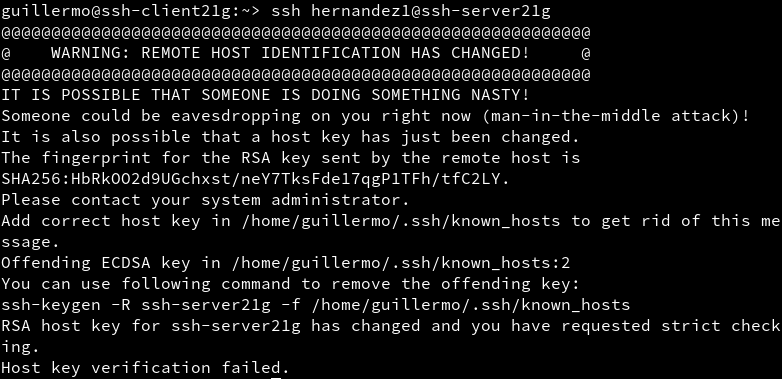 guillermo@ssh-client21g:~> ssh hernandez1@ssh-server21g
@@@@@@@@@@@@@@@@@@@@@@@@@@@@@@@@@@@@@@@@@@@@@@@@@@@@@@@@@@@
@    WARNING: REMOTE HOST IDENTIFICATION HAS CHANGED!     @
@@@@@@@@@@@@@@@@@@@@@@@@@@@@@@@@@@@@@@@@@@@@@@@@@@@@@@@@@@@
IT IS POSSIBLE THAT SOMEONE IS DOING SOMETHING NASTY!
Someone could be eavesdropping on you right now (man-in-the-middle attack)!
It is also possible that a host key has just been changed.
The fingerprint for the RSA key sent by the remote host is
SHA256:HbRkOO2d9UGchxst/neY7TksFde17qgP1TFh/tfC2LY.
Please contact your system administrator.
Add correct host key in /home/guillermo/.ssh/known_hosts to get rid of this me
ssage.
Offending ECDSA key in /home/guillermo/.ssh/known_hosts:2
You can use following command to remove the offending key:
ssh-keygen -R ssh-server21g -f /home/guillermo/.ssh/known_hosts
RSA host key for ssh-server21g has changed and you have requested strict check
ing.
Host key verification failed.